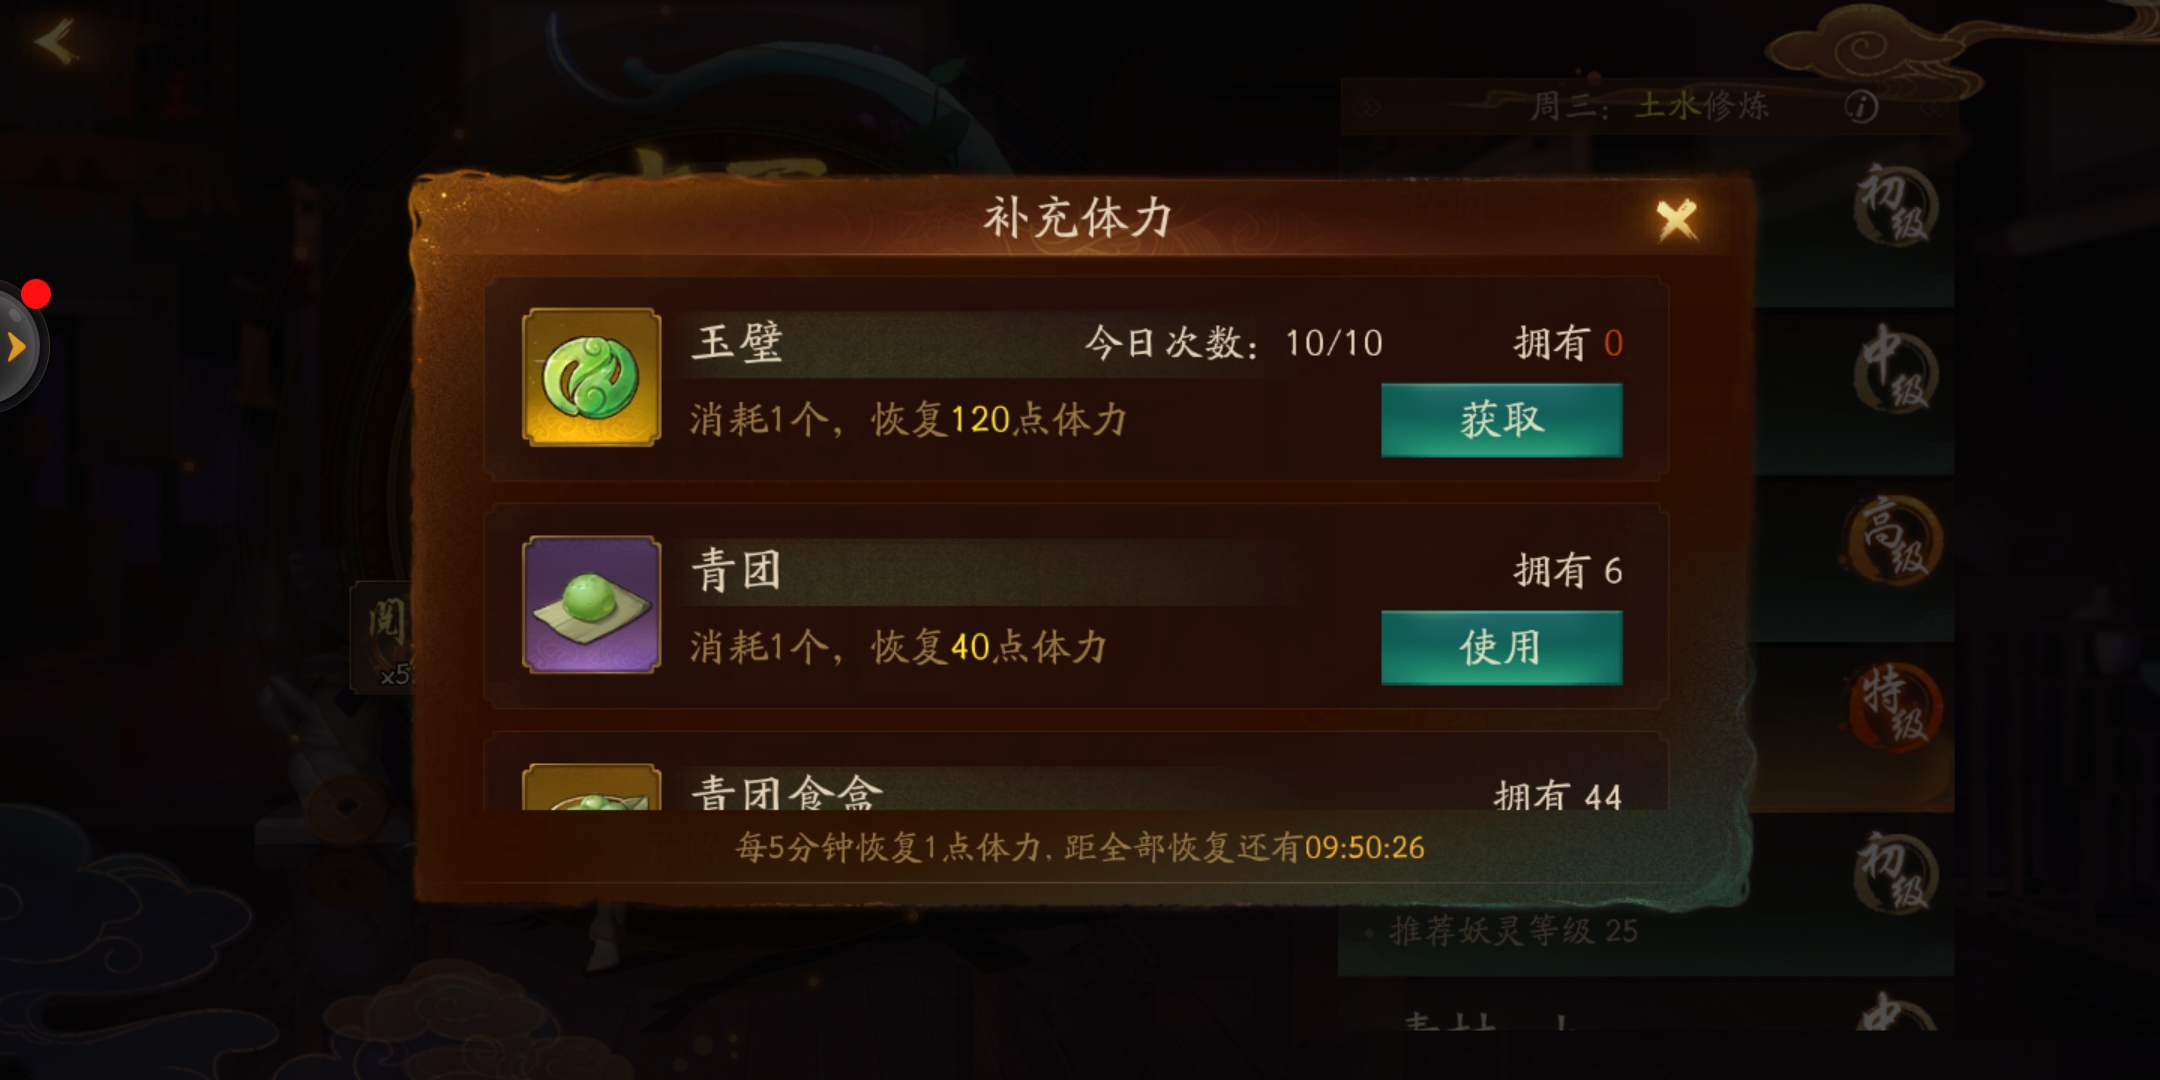 周三：土水修炼
初级
补充体力
玉璧
今日次数：10/10
拥有 0
消耗1个，恢复120点体力
获取
中级
青团
拥有 6
消耗1个，恢复40点体力
使用
高级
閱
x5
特级
青团食盒
拥有 44
每5分钟恢复1点体力,距全部恢复还有09:50:26
初级
推荐妖灵等级 25
中